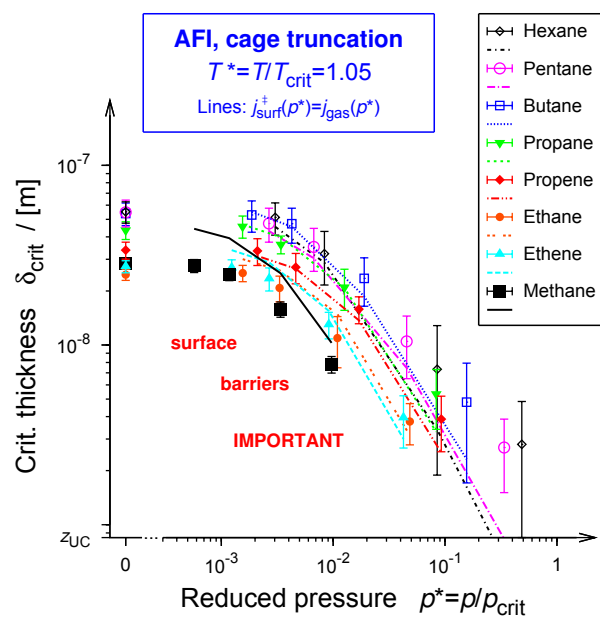 AFI, cage truncation
T*=T/Tcrit=1.05
Lines: j‡surf(p*)=jgas(p*)
Hexane
Pentane
Butane
Propane
Propene
Ethane
Ethene
Methane
Crit. thickness δcrit / [m]
10-7
10-8
zUC
surface
barriers
IMPORTANT
0 10-3 10-2 10-1 1
Reduced pressure p*=p/pcrit